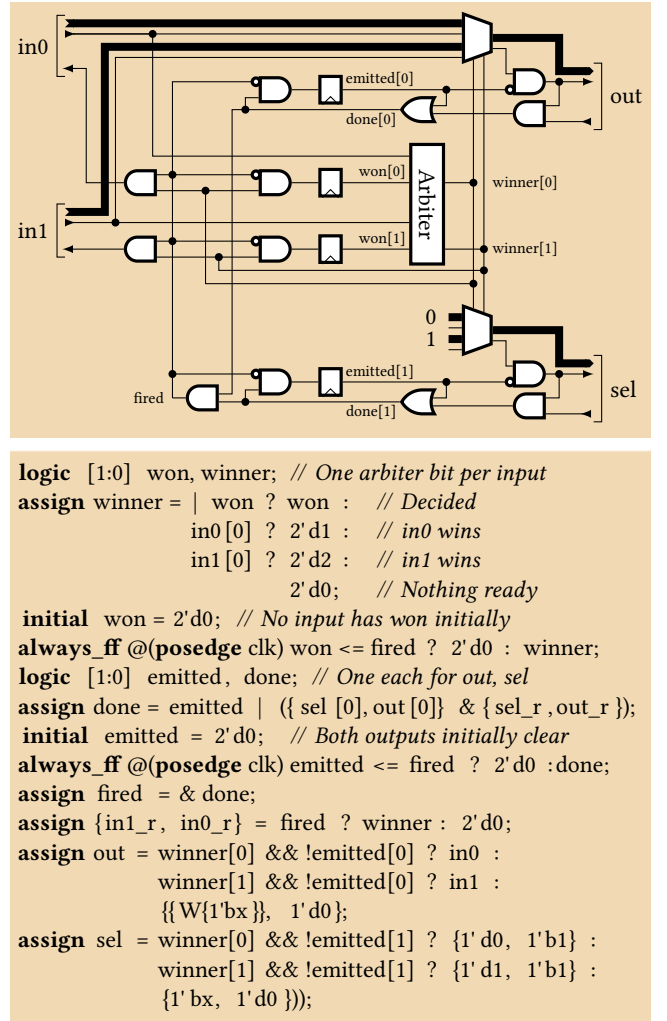 in0
emitted[0]
out
done[0]
won[0]
Arbiter
winner[0]
in1
won[1]
winner[1]
0
1
emitted[1]
fired
sel
done[1]
logic [1:0] won, winner; // One arbiter bit per input
assign winner = | won ? won : // Decided
in0 [0] ? 2'd1 : // in0 wins
in1 [0] ? 2'd2 : // in1 wins
2'd0; // Nothing ready
initial won = 2'd0; // No input has won initially
always_ff @(posedge clk) won <= fired ? 2'd0 : winner;
logic [1:0] emitted, done; // One each for out, sel
assign done = emitted | ({ sel [0], out [0]} & { sel_r , out_r });
initial emitted = 2'd0; // Both outputs initially clear
always_ff @(posedge clk) emitted <= fired ? 2'd0 :done;
assign fired = & done;
assign {in1_r, in0_r} = fired ? winner : 2'd0;
assign out = winner[0] && !emitted[0] ? in0 :
winner[1] && !emitted[0] ? in1 :
{{ W{1'bx }}, 1'd0 };
assign sel = winner[0] && !emitted[1] ? {1'd0, 1'b1} :
winner[1] && !emitted[1] ? {1'd1, 1'b1} :
{1'bx, 1'd0 }));